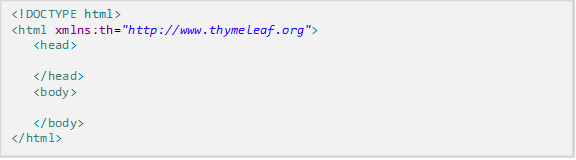 <!DOCTYPE html>
<html xmlns:th="http://www.thymeleaf.org">
<head>
</head>
<body>
</body>
</html>